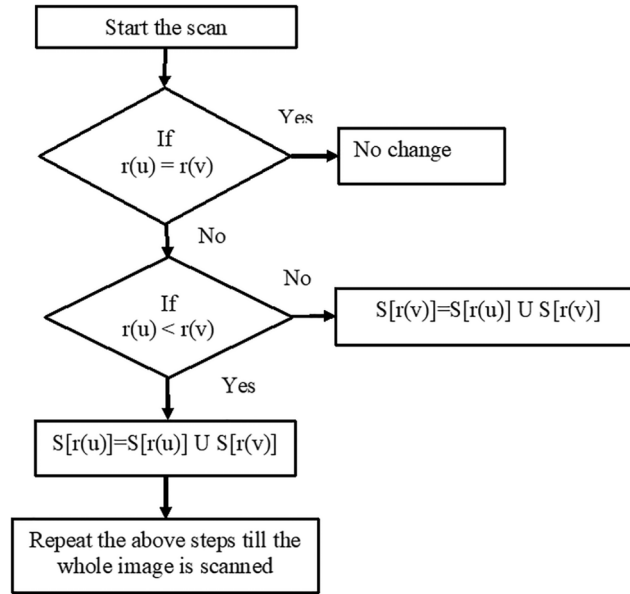 Start the scan
If
r(u) = r(v)
Yes
No change
No
If
r(u) < r(v)
No
S[r(v)]=S[r(u)] U S[r(v)]
Yes
S[r(u)]=S[r(u)] U S[r(v)]
Repeat the above steps till the
whole image is scanned